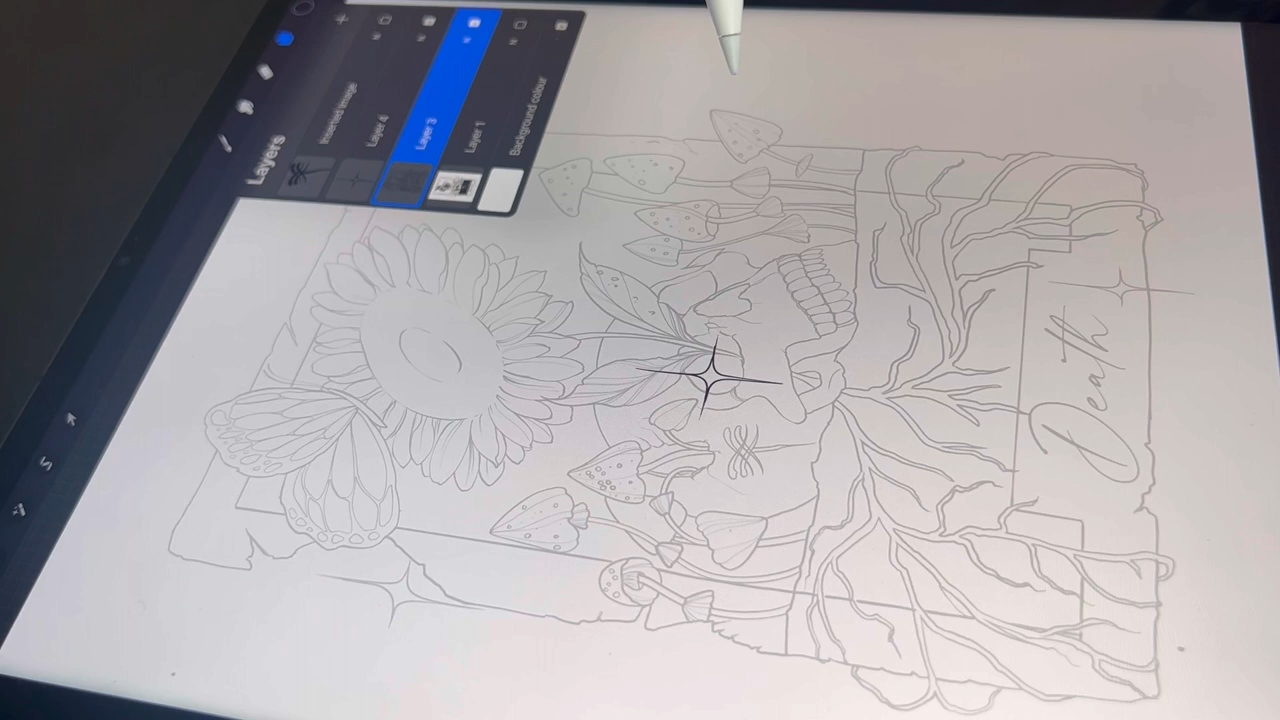 Layers
Inserted Image
Layer 4
Layer 3
Layer 1
Background colour
Death